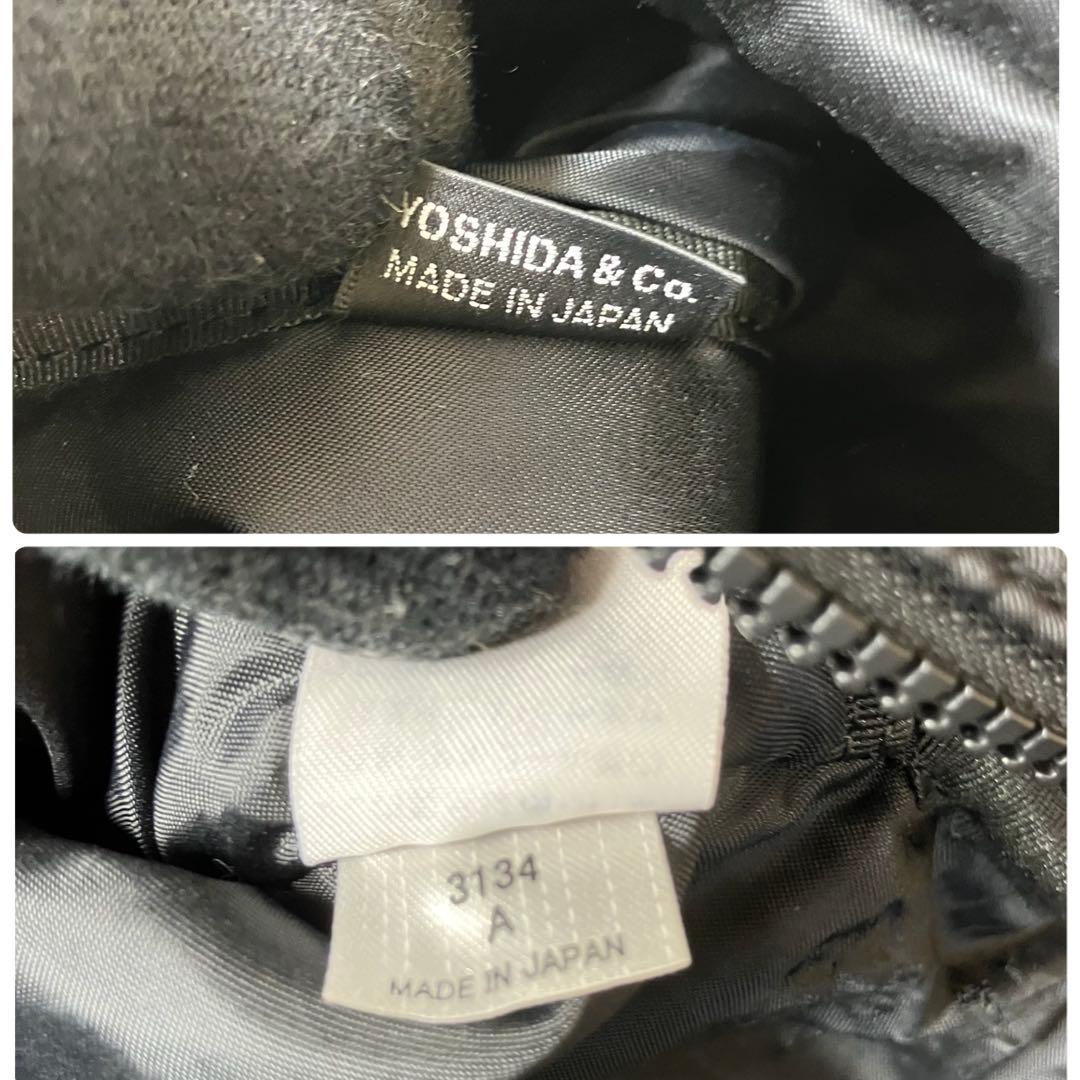 YOSHIDA & Co.
MADE IN JAPAN
3134
A
MADE IN JAPAN